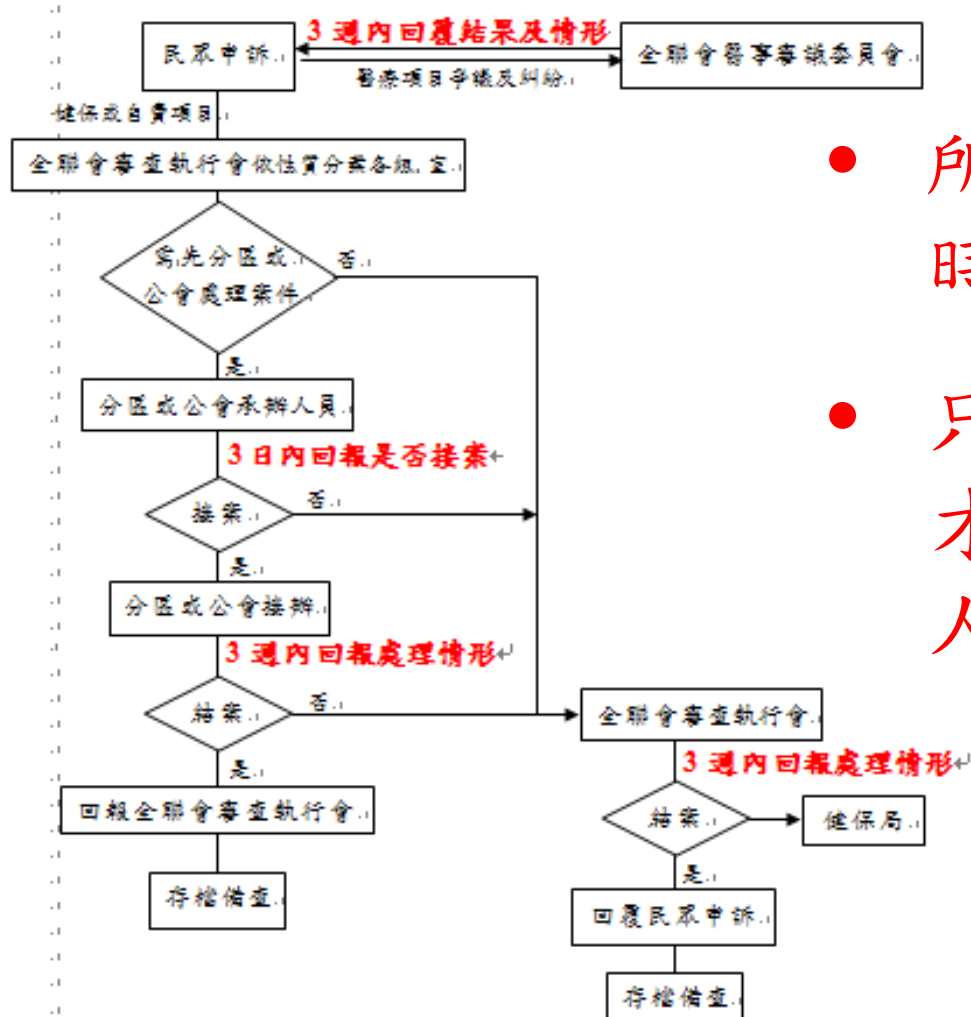 3 週內回覆結果及情形
民眾申訴
全聯會醫事審議委員會
醫療項目爭議及糾紛
健保或自費項目
全聯會審查執行會依性質分案各組,室
需先分區或
公會處理案件
否
是
分區或公會承辦人員
3 日內回報是否接案
接案
否
是
分區或公會接辦
3 週內回報處理情形
結案
否
全聯會審查執行會
3 週內回報處理情形
是
回報全聯會審查執行會
結案
健保局
是
存檔備查
回覆民眾申訴
存檔備查
• 所
時
• 只
才
人